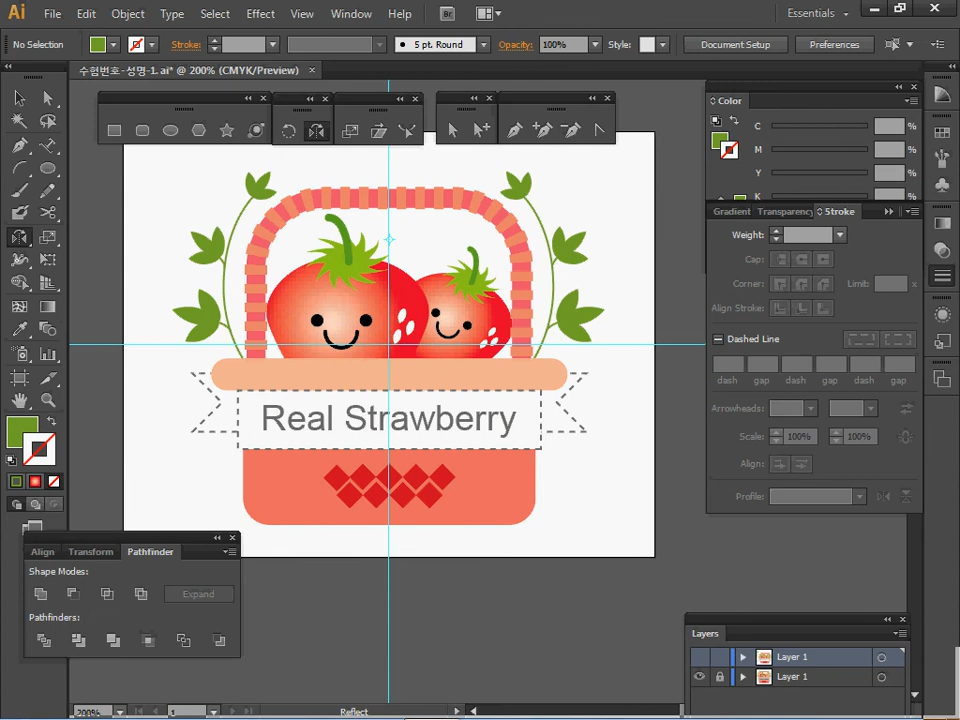 Ai File Edit Object Type Select Effect View Window Help Br Essentials
No Selection Stroke: 5 pt. Round Opacity: 100% Style: Document Setup Preferences
수험번호-성명-1.ai* @ 200% (CMYK/Preview)
Color
C %
M %
Y %
K %
Gradient Transparency Stroke
Weight:
Cap:
Corner: Limit: x
Align Stroke:
Dashed Line
dash gap dash gap dash gap
Arrowheads:
Scale: 100% 100%
Align:
Profile:
Real Strawberry
Align Transform Pathfinder
Shape Modes:
Expand
Pathfinders:
Layers
Layer 1
Layer 1
200% 1 Reflect